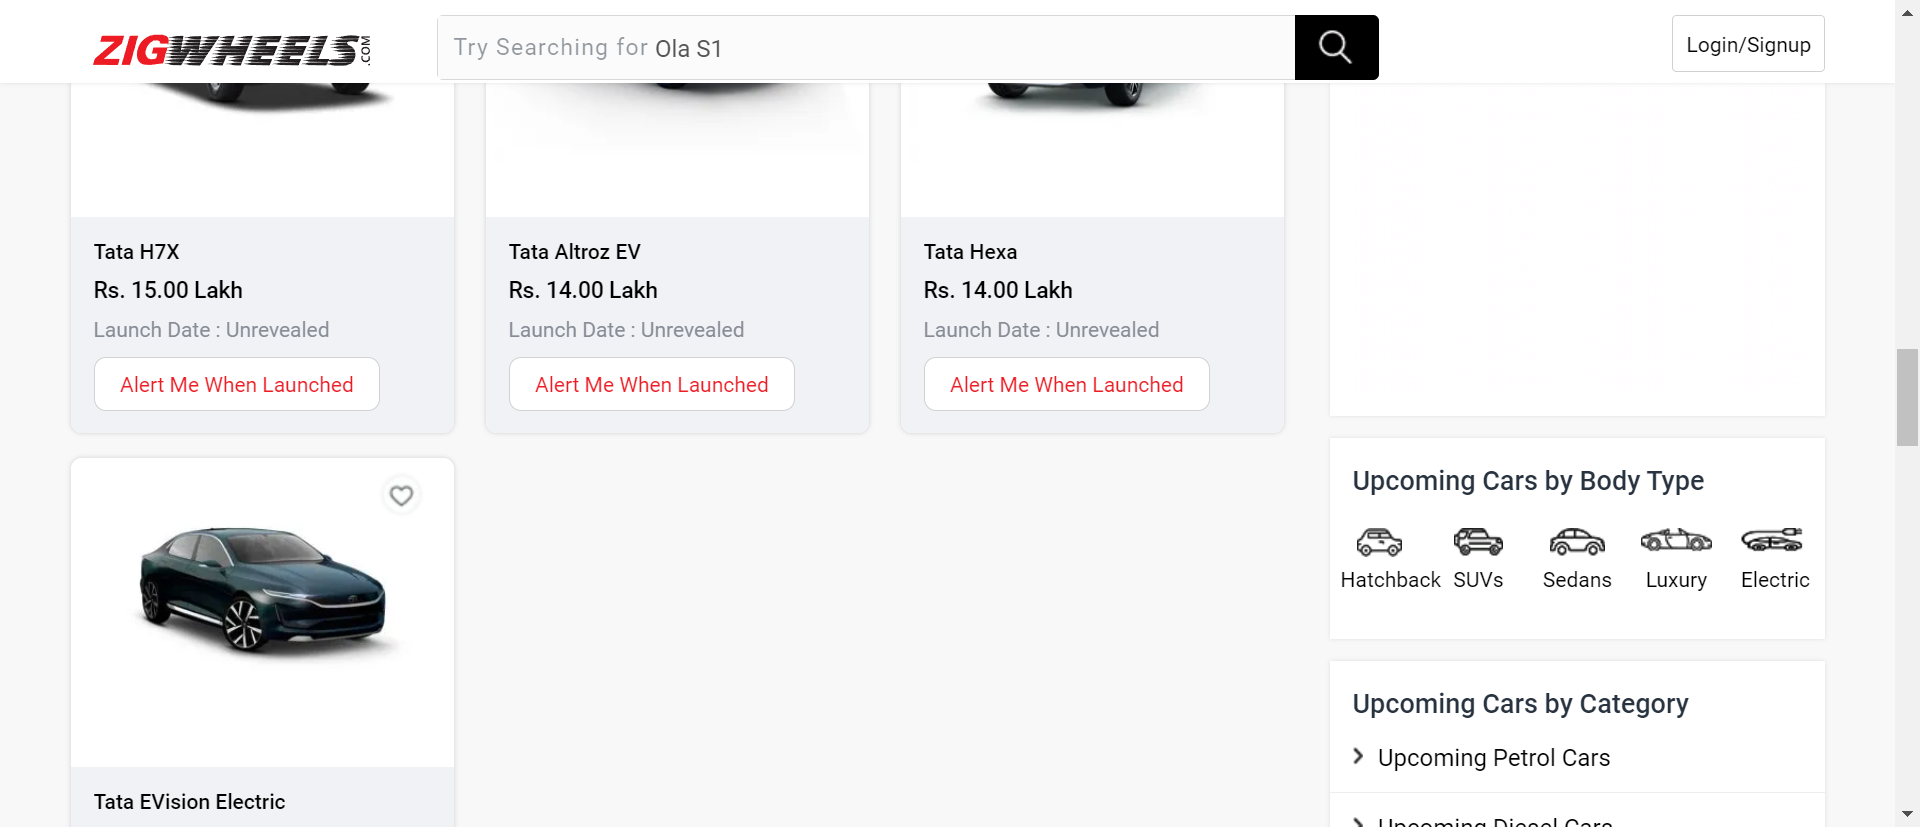 ZIGWHEELS.COM
Try Searching for Ola S1
Login/Signup
Tata H7X
Rs. 15.00 Lakh
Launch Date : Unrevealed
Alert Me When Launched
Tata Altroz EV
Rs. 14.00 Lakh
Launch Date : Unrevealed
Alert Me When Launched
Tata Hexa
Rs. 14.00 Lakh
Launch Date : Unrevealed
Alert Me When Launched
Tata EVision Electric
Upcoming Cars by Body Type
Hatchback
SUVs
Sedans
Luxury
Electric
Upcoming Cars by Category
Upcoming Petrol Cars
Upcoming Diesel Cars